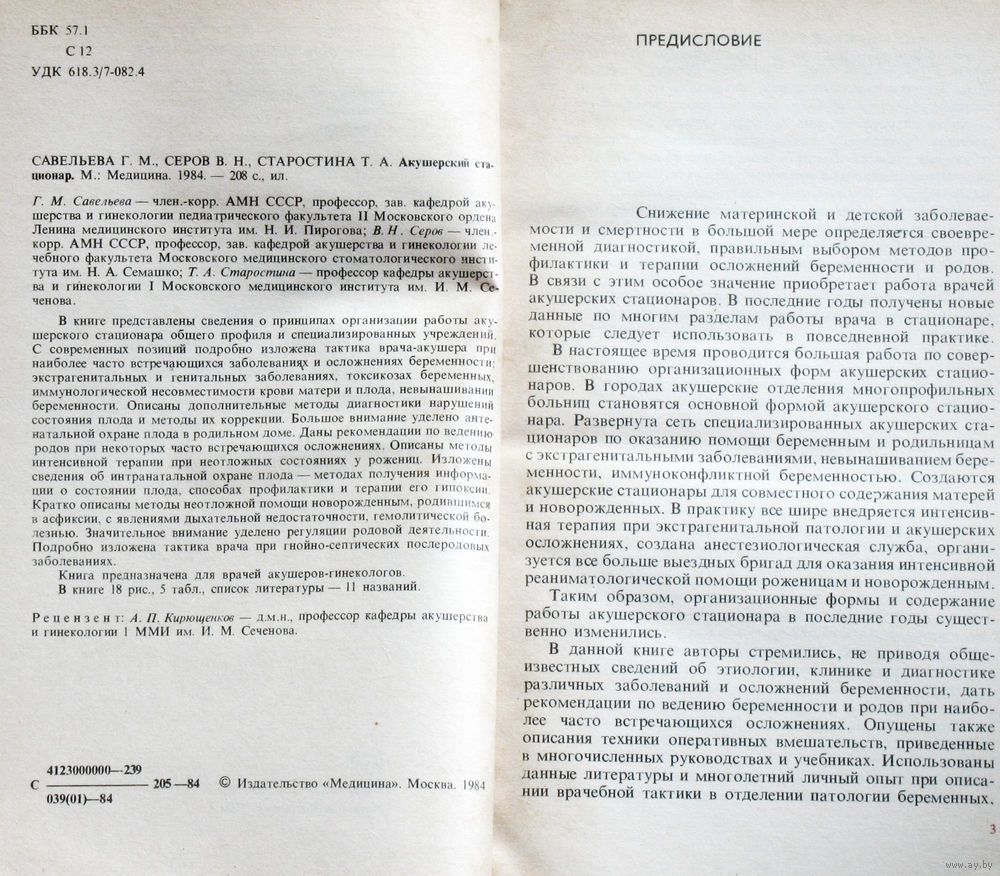 ББК 57.1
С 12
УДК 618.3/7-082.4
САВЕЛЬЕВА Г. М., СЕРОВ В. Н., СТАРОСТИНА Т. А. Акушерский ста-
ционар. М.: Медицина. 1984. — 208 с., ил.
Г. М. Савельева — член.-корр. АМН СССР, профессор, зав. кафедрой аку-
шерства и гинекологии педиатрического факультета II Московского ордена
Ленина медицинского института им. Н. И. Пирогова; В. Н. Серов — член.-
корр. АМН СССР, профессор, зав. кафедрой акушерства и гинекологии ле-
чебного факультета Московского медицинского стоматологического инсти-
тута им. Н. А. Семашко; Т. А. Старостина — профессор кафедры акушерст-
ва и гинекологии I Московского медицинского института им. И. М. Се-
ченова.
В книге представлены сведения о принципах организации работы аку-
шерского стационара общего профиля и специализированных учреждений.
С современных позиций подробно изложена тактика врача-акушера при
наиболее часто встречающихся заболеваниях и осложнениях беременности:
экстрагенитальных и генитальных заболеваниях, токсикозах беременных,
иммунологической несовместимости крови матери и плода, невынашивании
беременности. Описаны дополнительные методы диагностики нарушений
состояния плода и методы их коррекции. Большое внимание уделено анте-
натальной охране плода в родильном доме. Даны рекомендации по ведению
родов при некоторых часто встречающихся осложнениях. Описаны методы
интенсивной терапии при неотложных состояниях у рожениц. Изложены
сведения об интранатальной охране плода — методах получения информа-
ции о состоянии плода, способах профилактики и терапии его гипоксии.
Кратко описаны методы неотложной помощи новорожденным, родившимся
в асфиксии, с явлениями дыхательной недостаточности, гемолитической бо-
лезнью. Значительное внимание уделено регуляции родовой деятельности.
Подробно изложена тактика врача при гнойно-септических послеродовых
заболеваниях.
Книга предназначена для врачей акушеров-гинекологов.
В книге 18 рис., 5 табл., список литературы — 11 названий.
Рецензент: А. П. Кирющенков — д.м.н., профессор кафедры акушерства
и гинекологии I ММИ им. И. М. Сеченова.
4123000000—239
С 205—84 © Издательство «Медицина». Москва. 1984
039(01)—84
ПРЕДИСЛОВИЕ
Снижение материнской и детской заболевае-
мости и смертности в большой мере определяется своевре-
менной диагностикой, правильным выбором методов про-
филактики и терапии осложнений беременности и родов.
В связи с этим особое значение приобретает работа врачей
акушерских стационаров. В последние годы получены новые
данные по многим разделам работы врача в стационаре,
которые следует использовать в повседневной практике.
В настоящее время проводится большая работа по совер-
шенствованию организационных форм акушерских стацио-
наров. В городах акушерские отделения многопрофильных
больниц становятся основной формой акушерского стацио-
нара. Развернута сеть специализированных акушерских ста-
ционаров по оказанию помощи беременным и родильницам
с экстрагенитальными заболеваниями, невынашиванием бере-
менности, иммуноконфликтной беременностью. Создаются
акушерские стационары для совместного содержания матерей
и новорожденных. В практику все шире внедряется интенсив-
ная терапия при экстрагенитальной патологии и акушерских
осложнениях, создана анестезиологическая служба, органи-
зуется все больше выездных бригад для оказания интенсивной
реаниматологической помощи роженицам и новорожденным.
Таким образом, организационные формы и содержание
работы акушерского стационара в последние годы сущест-
венно изменились.
В данной книге авторы стремились, не приводя обще-
известных сведений об этиологии, клинике и диагностике
различных заболеваний и осложнений беременности, дать
рекомендации по ведению беременности и родов при наибо-
лее часто встречающихся осложнениях. Опущены также
описания техники оперативных вмешательств, приведенные
в многочисленных руководствах и учебниках. Использованы
данные литературы и многолетний личный опыт при описа-
нии врачебной тактики в отделении патологии беременных,
3
www.ay.by